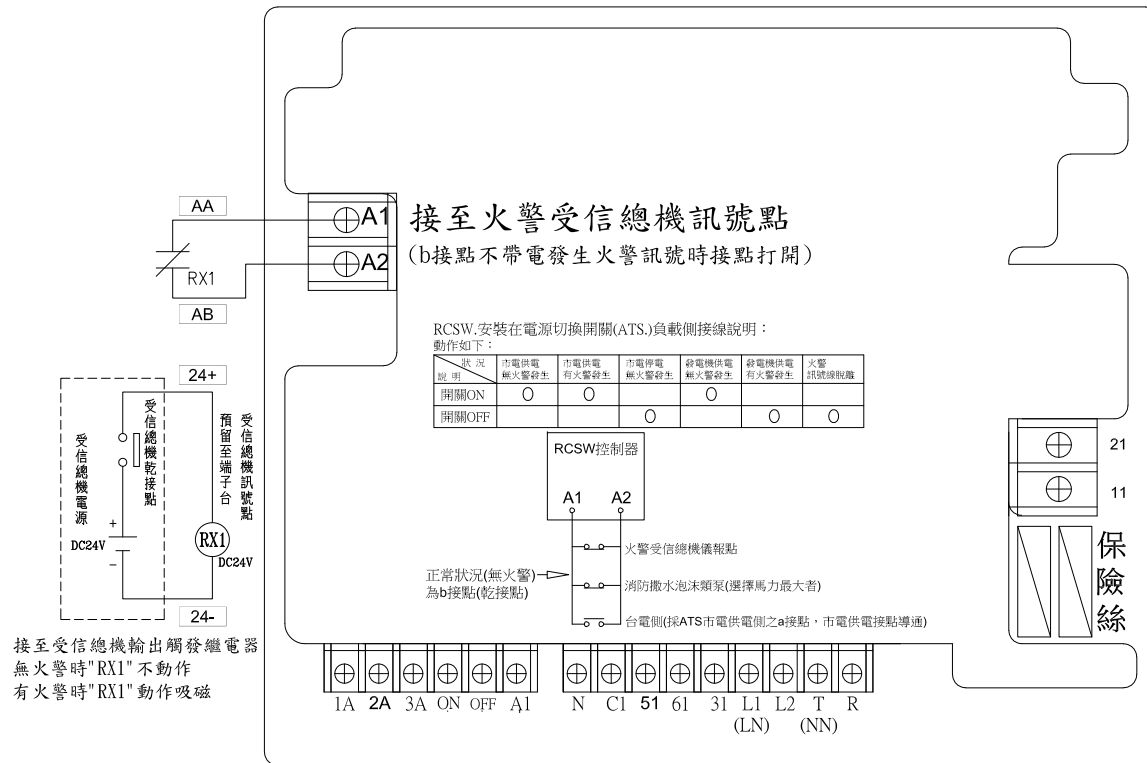 AA
A1
接至火警受信總機訊號點
RX1
A2
(b接點不帶電發生火警訊號時接點打開)
AB
RCSW.安裝在電源切換開關(ATS.)負載側接線說明：
動作如下：
狀 況
說 明
市電供電
無火警發生
市電供電
有火警發生
市電停電
無火警發生
發電機供電
無火警發生
發電機供電
有火警發生
火警
訊號線脫離
開關ON O O O
開關OFF O O O
24+
受信總機電源
受信總機乾接點
預留至端子台
受信總機訊號點
+
DC24V
−
RX1
DC24V
24-
接至受信總機輸出觸發繼電器
無火警時"RX1"不動作
有火警時"RX1"動作吸磁
RCSW控制器
A1 A2
火警受信總機儀報點
正常狀況(無火警)
為b接點(乾接點)
消防撒水泡沫類泵(選擇馬力最大者)
台電側(採ATS市電供電側之a接點，市電供電接點導通)
21
11
保險絲
1A 2A 3A ON OFF A1 N C1 51 61 31 L1 L2 T R
(LN) (NN)